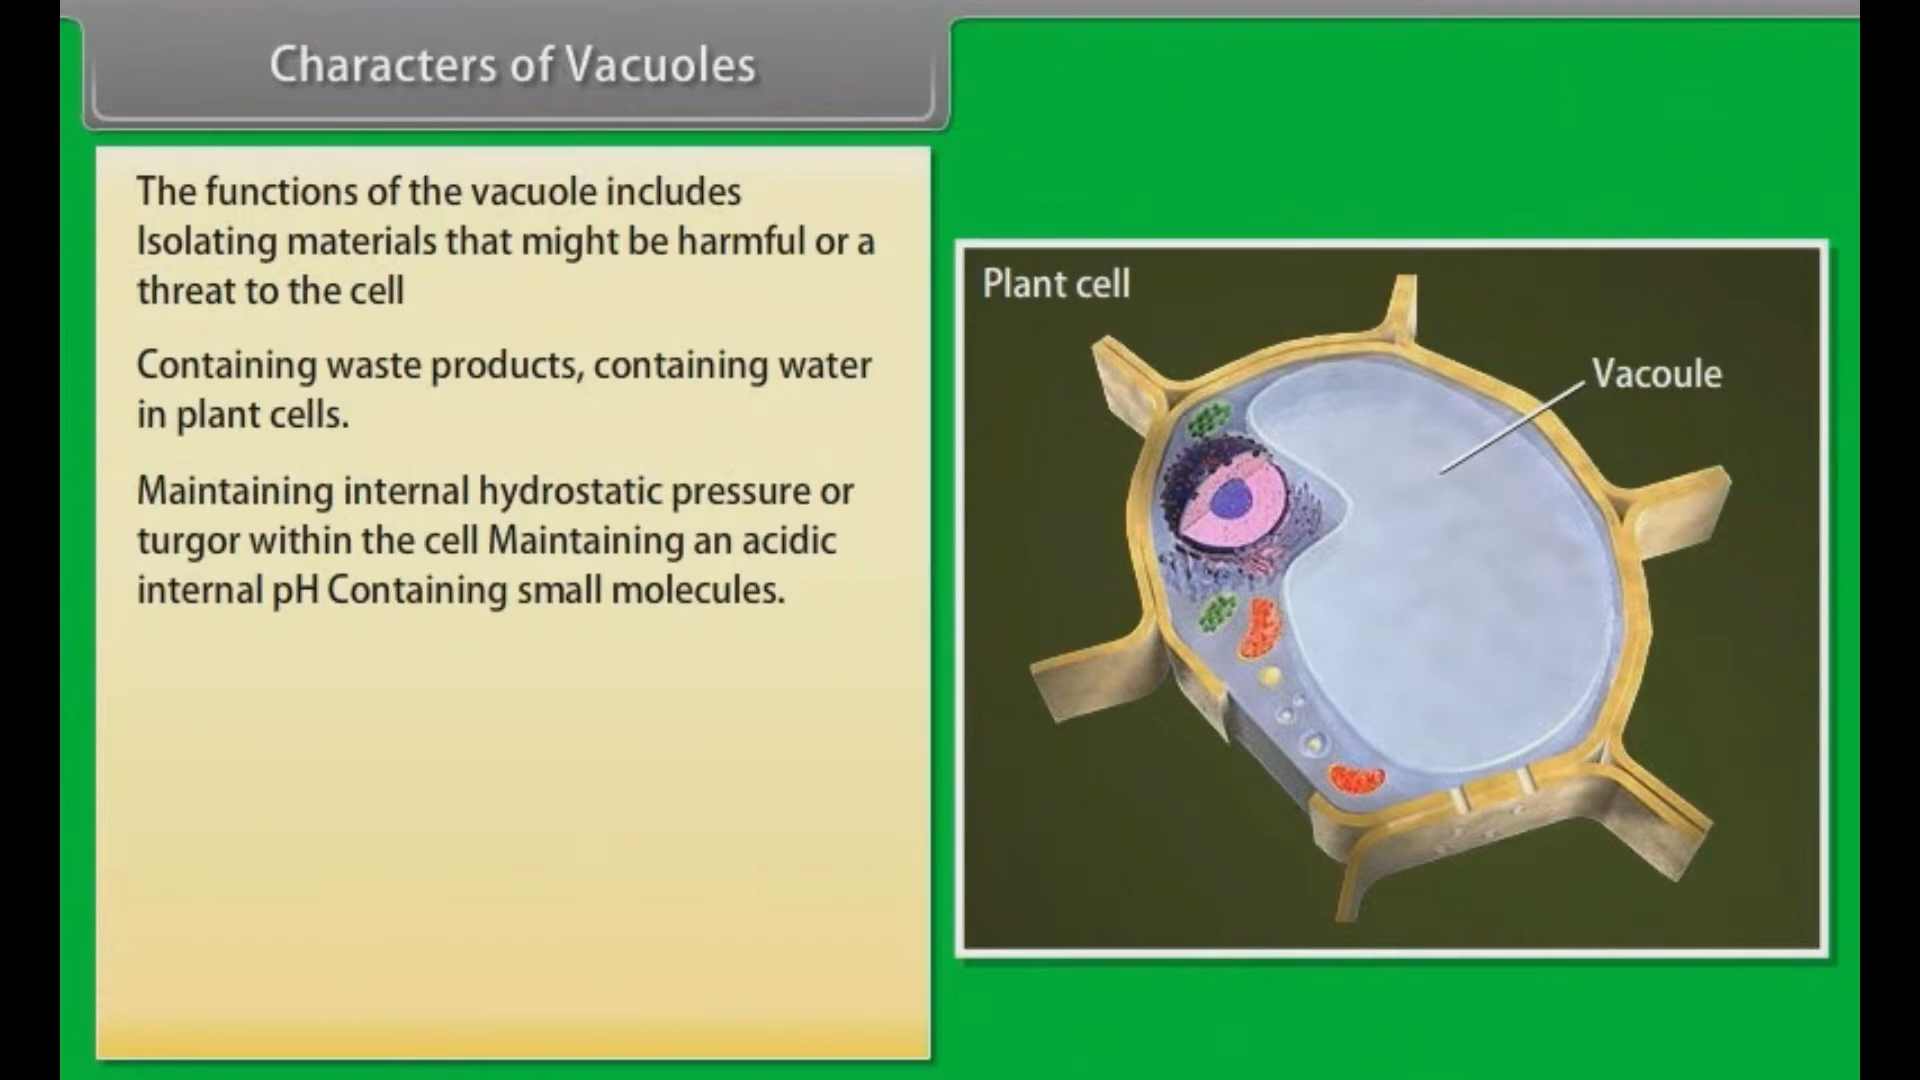 Characters of Vacuoles
The functions of the vacuole includes
Isolating materials that might be harmful or a
threat to the cell
Containing waste products, containing water
in plant cells.
Maintaining internal hydrostatic pressure or
turgor within the cell Maintaining an acidic
internal pH Containing small molecules.
Plant cell
Vacoule